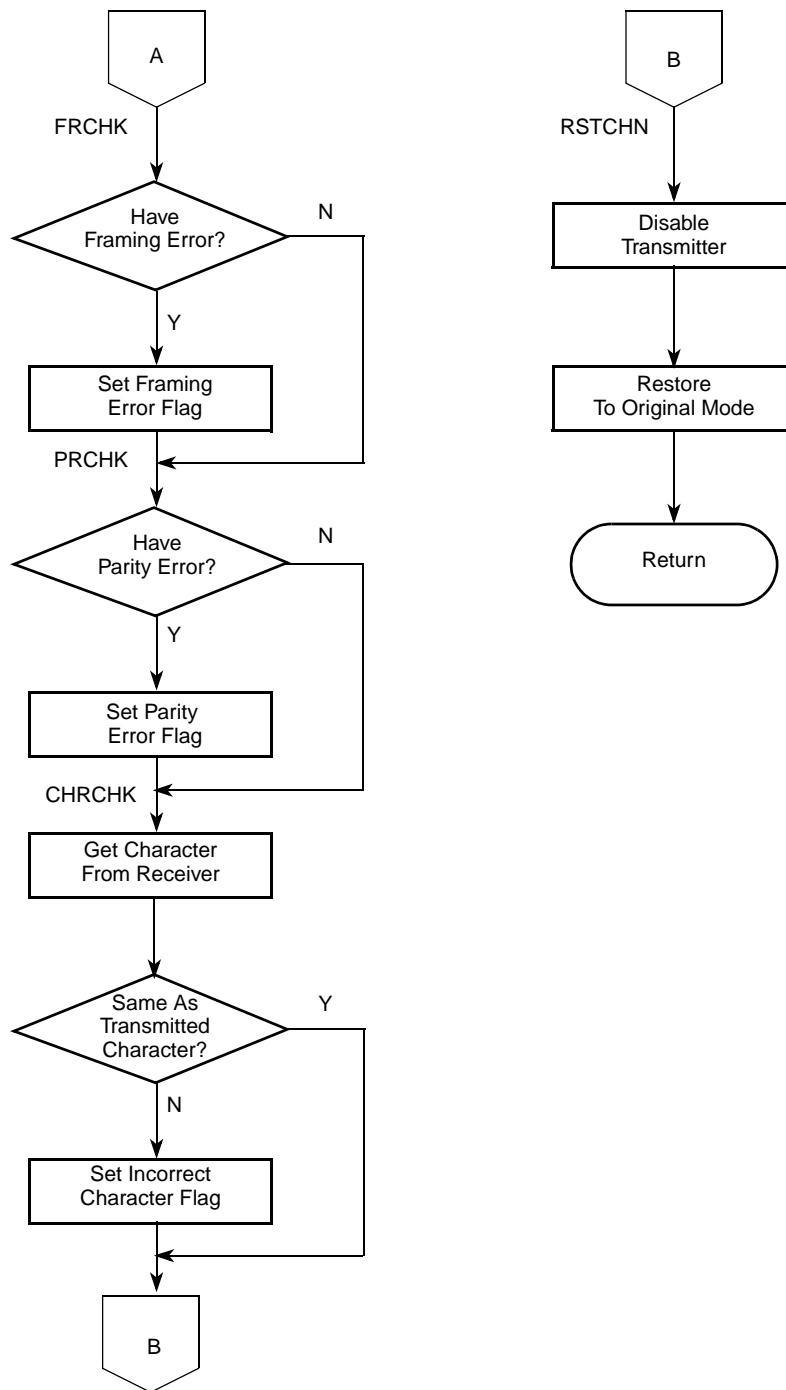 A
FRCHK
Have
Framing Error?
N
Y
Set Framing
Error Flag
PRCHK
Have
Parity Error?
N
Y
Set Parity
Error Flag
CHRCHK
Get Character
From Receiver
Same As
Transmitted
Character?
Y
N
Set Incorrect
Character Flag
B
B
RSTCHN
Disable
Transmitter
Restore
To Original Mode
Return